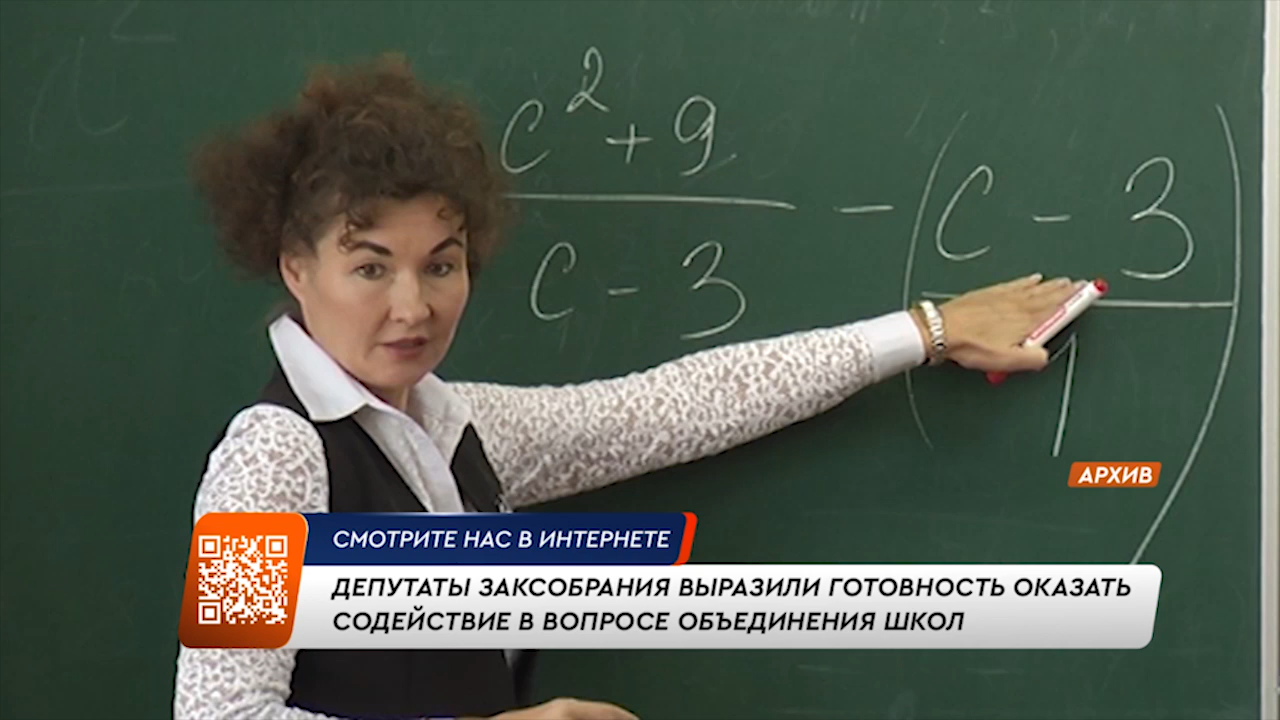 c² + 9
c - 3
-
( c - 3
1 )
АРХИВ
СМОТРИТЕ НАС В ИНТЕРНЕТЕ
ДЕПУТАТЫ ЗАКСОБРАНИЯ ВЫРАЗИЛИ ГОТОВНОСТЬ ОКАЗАТЬ
СОДЕЙСТВИЕ В ВОПРОСЕ ОБЪЕДИНЕНИЯ ШКОЛ